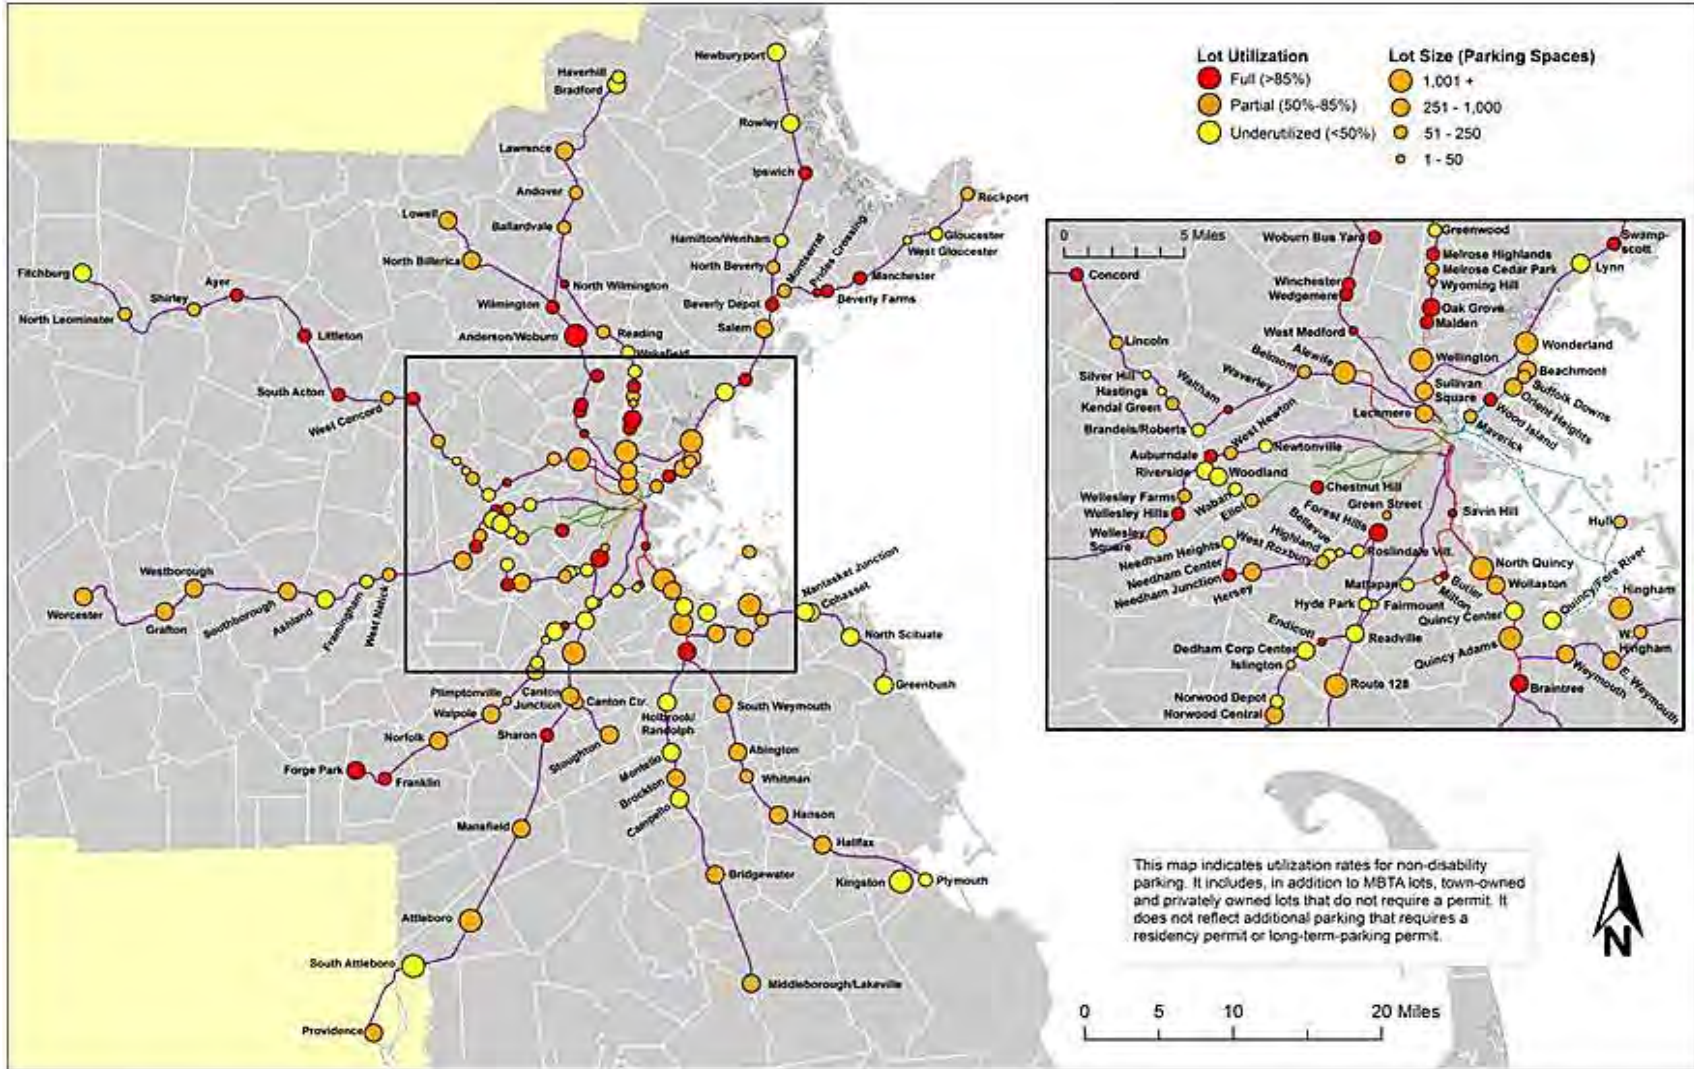 Lot Utilization
Full (>85%)
Partial (50%-85%)
Underutilized (<50%)
Lot Size (Parking Spaces)
1,001 +
251 - 1,000
51 - 250
1 - 50
Newburyport
Haverhill
Bradford
Rowley
Lawrence
Ipswich
Andover
Rockport
Lowell
Ballardvale
Hamilton/Wenham
Gloucester
West Gloucester
North Billerica
North Beverly
Montserrat
Prides Crossing
Manchester
Fitchburg
Ayer
North Wilmington
Beverly Farms
Shirley
Wilmington
Beverly Depot
North Leominster
Littleton
Anderson/Woburn
Reading
Salem
Wakefield
South Acton
West Concord
Westborough
Worcester
Grafton
Southborough
Ashland
Framingham
West Natick
Nantasket Junction
Cohasset
North Scituate
Greenbush
Plimptonville
Canton
Junction
Canton Ctr.
Walpole
Holbrook/
Randolph
South Weymouth
Norfolk
Sharon
Stoughton
Forge Park
Franklin
Montello
Abington
Brockton
Whitman
Campello
Mansfield
Hanson
Halifax
Bridgewater
Kingston
Plymouth
Attleboro
South Attleboro
Middleborough/Lakeville
Providence
0 5 Miles
Woburn Bus Yard
Greenwood
Swamp-
scott
Concord
Melrose Highlands
Melrose Cedar Park
Lynn
Winchester
Wyoming Hill
Wedgemere
Oak Grove
Malden
West Medford
Lincoln
Belmont
Alewife
Wellington
Wonderland
Silver Hill
Waverley
Beachmont
Hastings
Waltham
Sullivan
Square
Suffolk Downs
Kendal Green
Lechmere
Orient Heights
Wood Island
Maverick
Brandeis/Roberts
West Newton
Newtonville
Auburndale
Riverside
Woodland
Chestnut Hill
Wellesley Farms
Waban
Green Street
Wellesley Hills
Eliot
Forest Hills
Savin Hill
Hull
Wellesley
Square
Bellevue
Highland
Needham Heights
West Roxbury
Roslindale Vill.
North Quincy
Needham Center
Needham Junction
Hersey
Mattapan
Butler
Milton
Wollaston
Quincy/Fore River
Hingham
Hyde Park
Fairmount
Quincy Center
Endicott
Readville
W.
Hingham
Dedham Corp Center
Quincy Adams
Islington
Weymouth
E. Weymouth
Route 128
Braintree
Norwood Depot
Norwood Central
This map indicates utilization rates for non-disability
parking. It includes, in addition to MBTA lots, town-owned
and privately owned lots that do not require a permit. It
does not reflect additional parking that requires a
residency permit or long-term-parking permit.
N
0 5 10 20 Miles